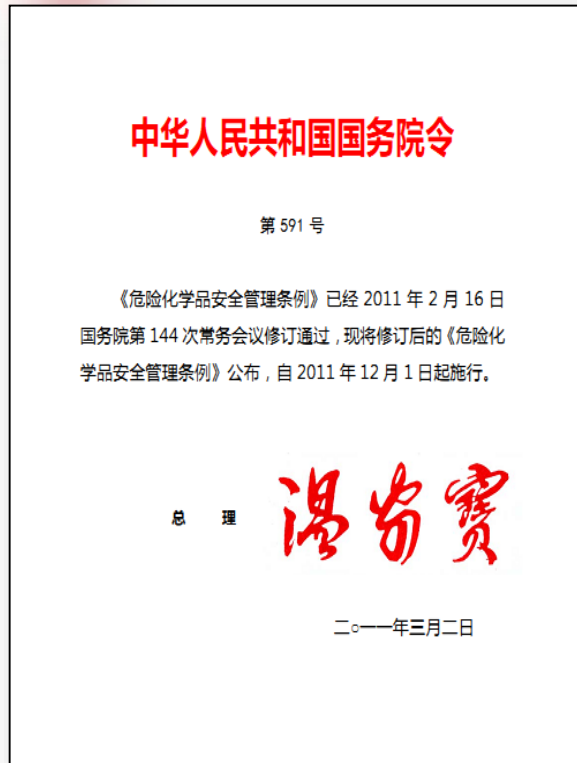 中华人民共和国国务院令
第 591 号
《危险化学品安全管理条例》已经 2011 年 2 月 16 日
国务院第 144 次常务会议修订通过，现将修订后的《危险化
学品安全管理条例》公布，自 2011 年 12 月 1 日起施行。
总 理 温家宝
二○一一年三月二日